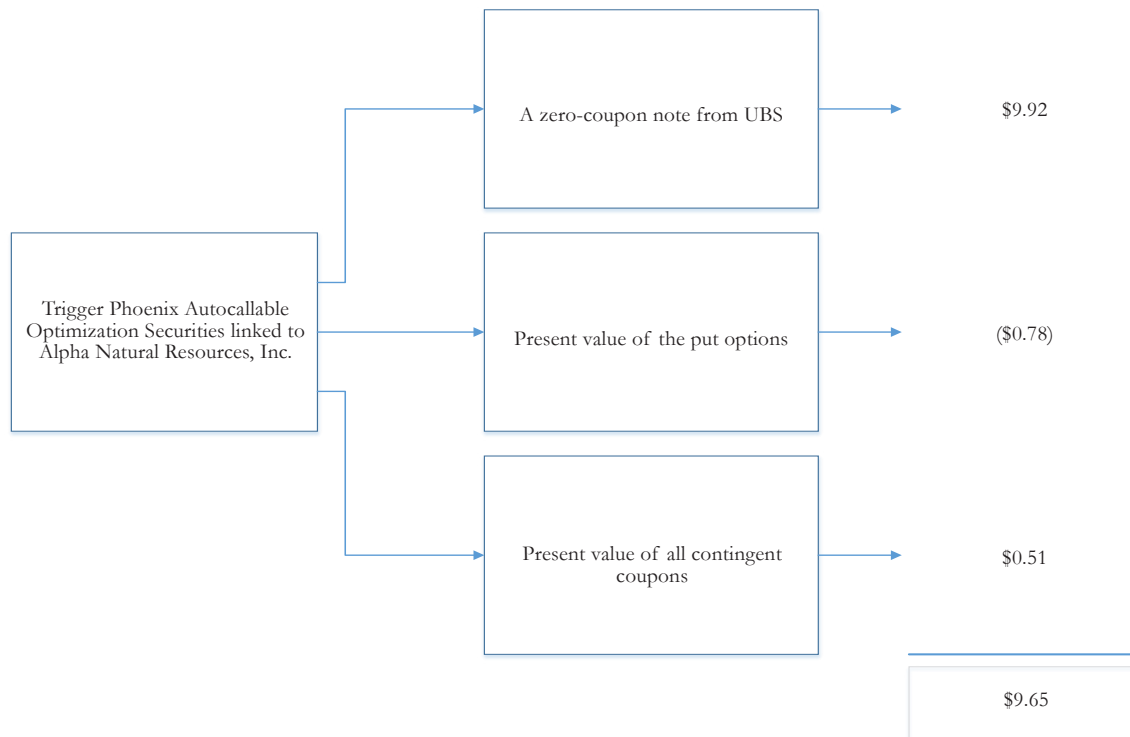 A zero-coupon note from UBS
$9.92
Trigger Phoenix Autocallable
Optimization Securities linked to
Alpha Natural Resources, Inc.
Present value of the put options
($0.78)
Present value of all contingent
coupons
$0.51
$9.65